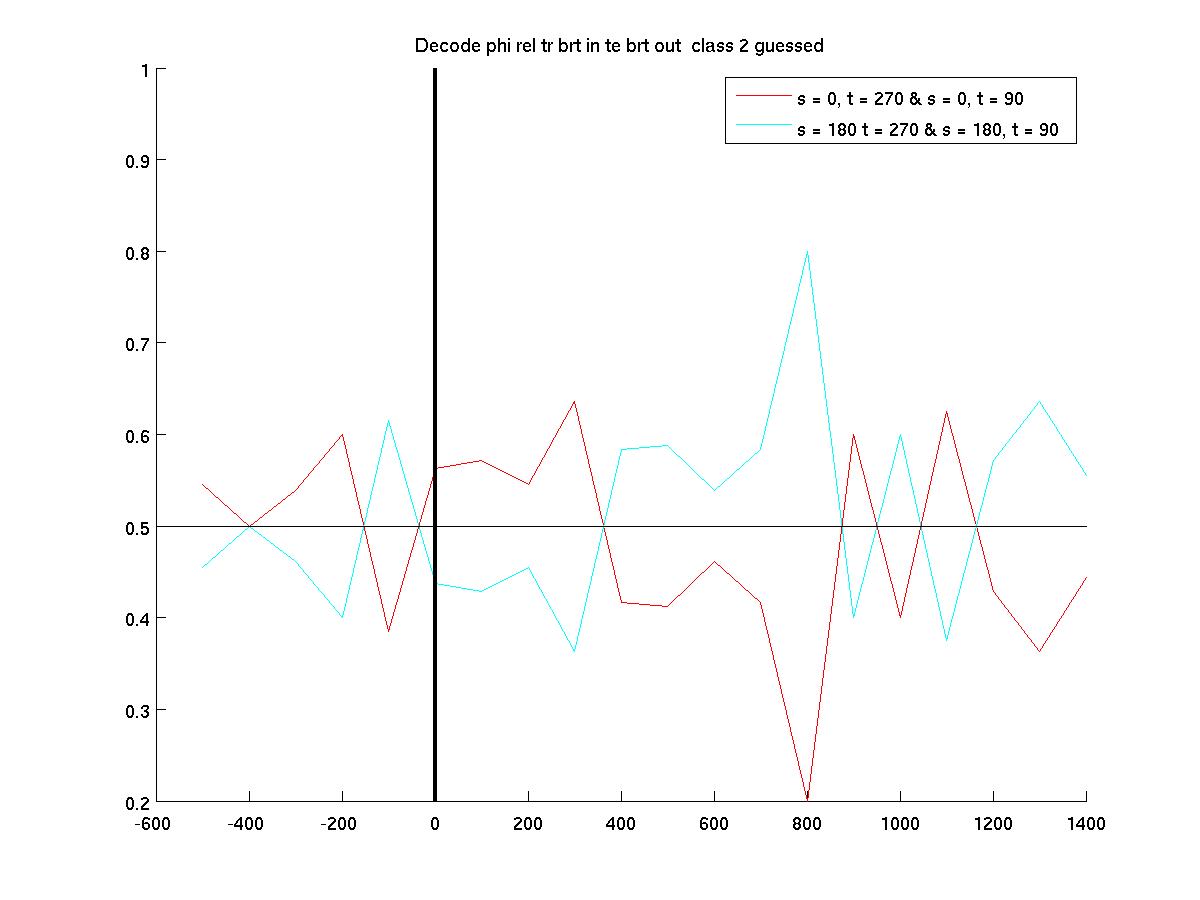 Decode phi rel tr brt in te brt out  class 2 guessed
s = 0, t = 270 & s = 0, t = 90
s = 180 t = 270 & s = 180, t = 90
1
0.9
0.8
0.7
0.6
0.5
0.4
0.3
0.2
-600 -400 -200 0 200 400 600 800 1000 1200 1400